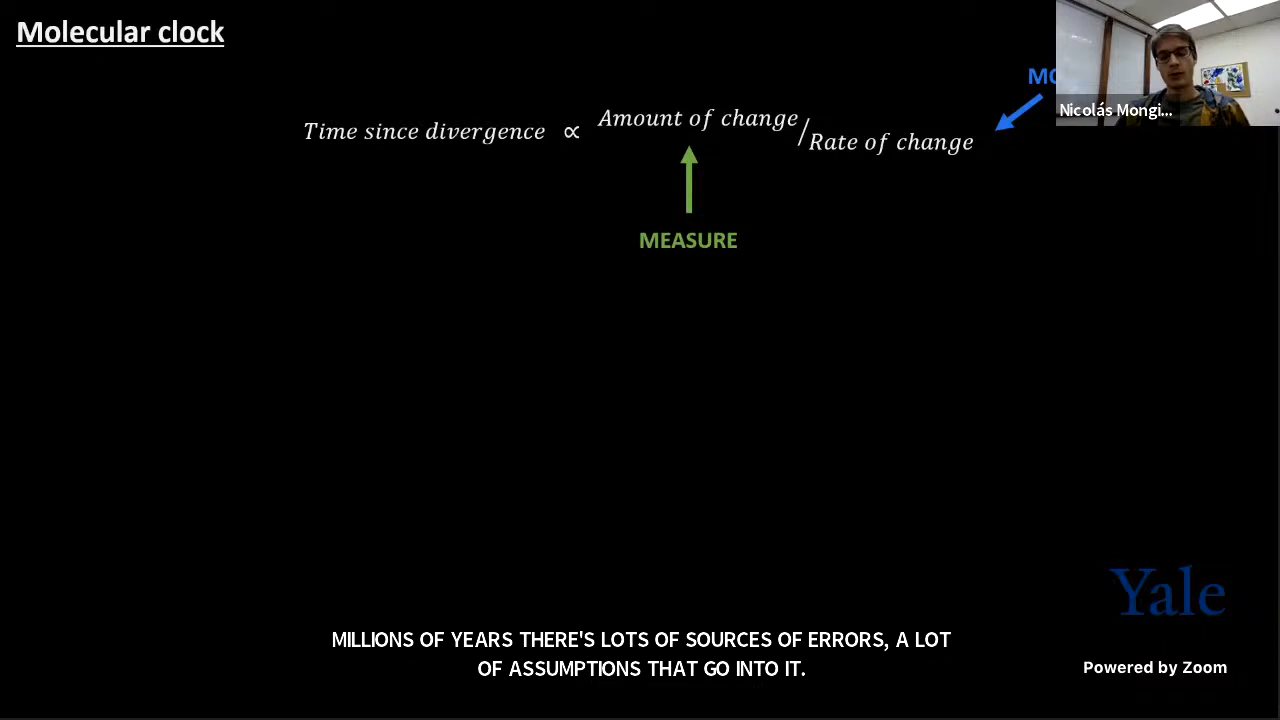 Molecular clock
Time since divergence ∝ Amount of change/Rate of change
MEASURE
Nicolás Mongi...
Yale
MILLIONS OF YEARS THERE'S LOTS OF SOURCES OF ERRORS, A LOT
OF ASSUMPTIONS THAT GO INTO IT.
Powered by Zoom